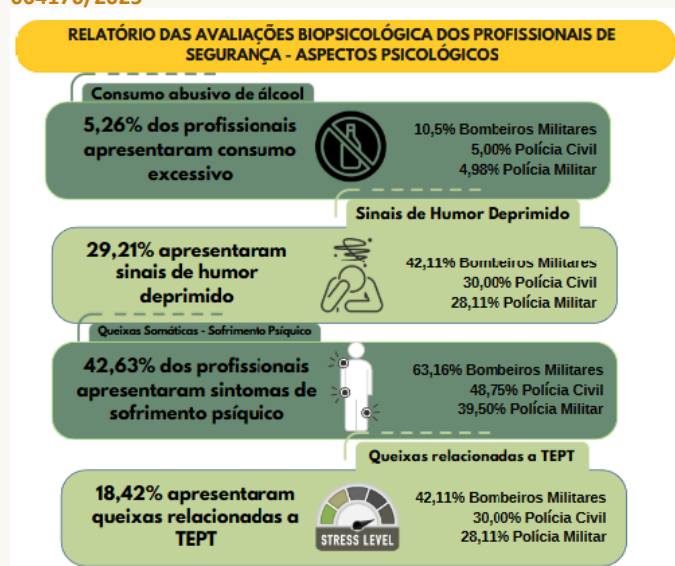 004170/2025
RELATÓRIO DAS AVALIAÇÕES BIOPSICOLÓGICA DOS PROFISSIONAIS DE
SEGURANÇA - ASPECTOS PSICOLÓGICOS
Consumo abusivo de álcool
5,26% dos profissionais
apresentaram consumo
excessivo
10,5% Bombeiros Militares
5,00% Polícia Civil
4,98% Polícia Militar
Sinais de Humor Deprimido
29,21% apresentaram
sinais de humor
deprimido
42,11% Bombeiros Militares
30,00% Polícia Civil
28,11% Polícia Militar
Queixas Somáticas - Sofrimento Psíquico
42,63% dos profissionais
apresentaram sintomas de
sofrimento psíquico
63,16% Bombeiros Militares
48,75% Polícia Civil
39,50% Polícia Militar
Queixas relacionadas a TEPT
18,42% apresentaram
queixas relacionadas a
TEPT
STRESS LEVEL
42,11% Bombeiros Militares
30,00% Polícia Civil
28,11% Polícia Militar